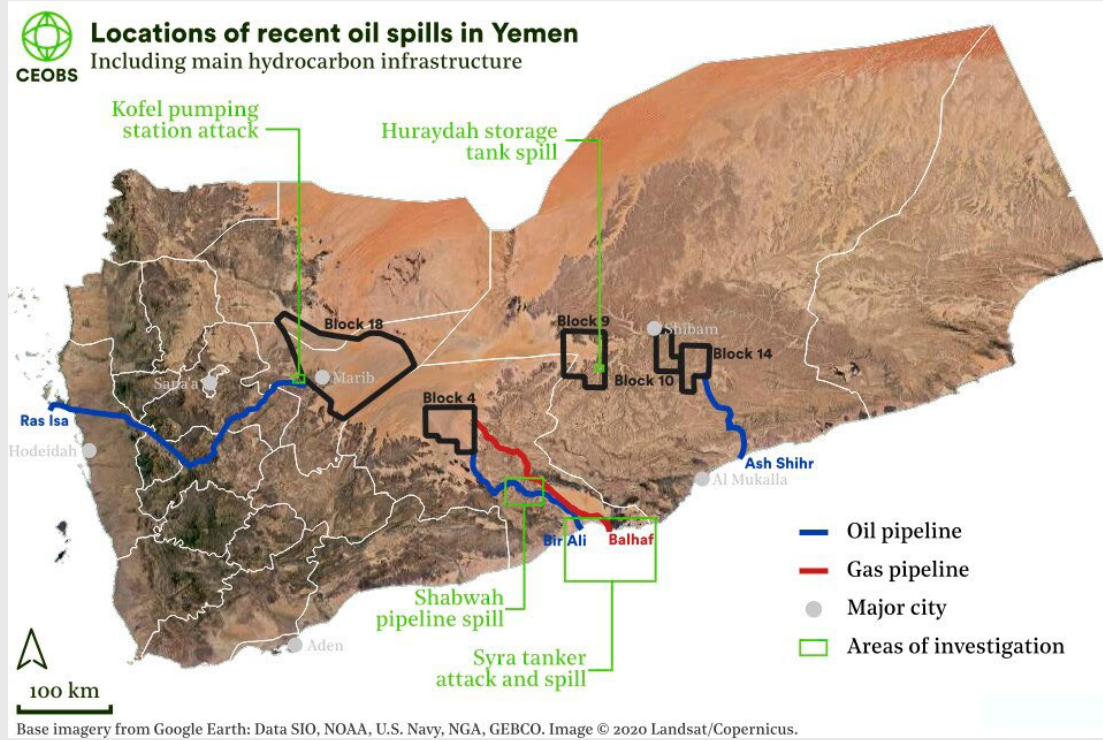 CEOBS
Locations of recent oil spills in Yemen
Including main hydrocarbon infrastructure
Kofel pumping
station attack
Huraydah storage
tank spill
Block 18
Block 9
Shibam
Block 14
Block 10
Sana'a
Marib
Block 4
Ras Isa
Hodeidah
Ash Shihr
Al Mukalla
Bir Ali
Balhaf
Shabwah
pipeline spill
Syra tanker
attack and spill
Aden
Oil pipeline
Gas pipeline
Major city
Areas of investigation
100 km
Base imagery from Google Earth: Data SIO, NOAA, U.S. Navy, NGA, GEBCO. Image © 2020 Landsat/Copernicus.